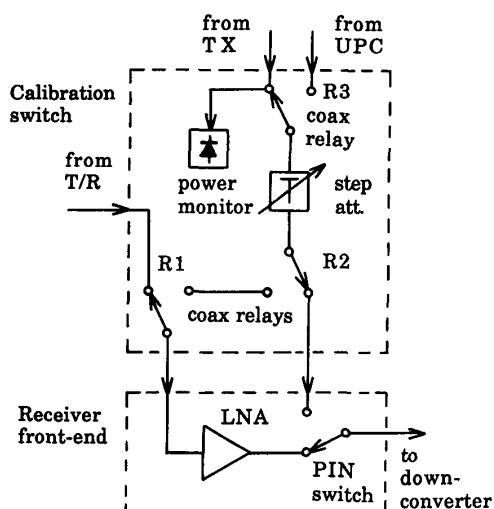 from
TX
from
UPC
Calibration
switch
R3
coax
relay
from
T/R
power
monitor
step
att.
R1
R2
coax relays
Receiver
front-end
LNA
PIN
switch
to
down-
converter